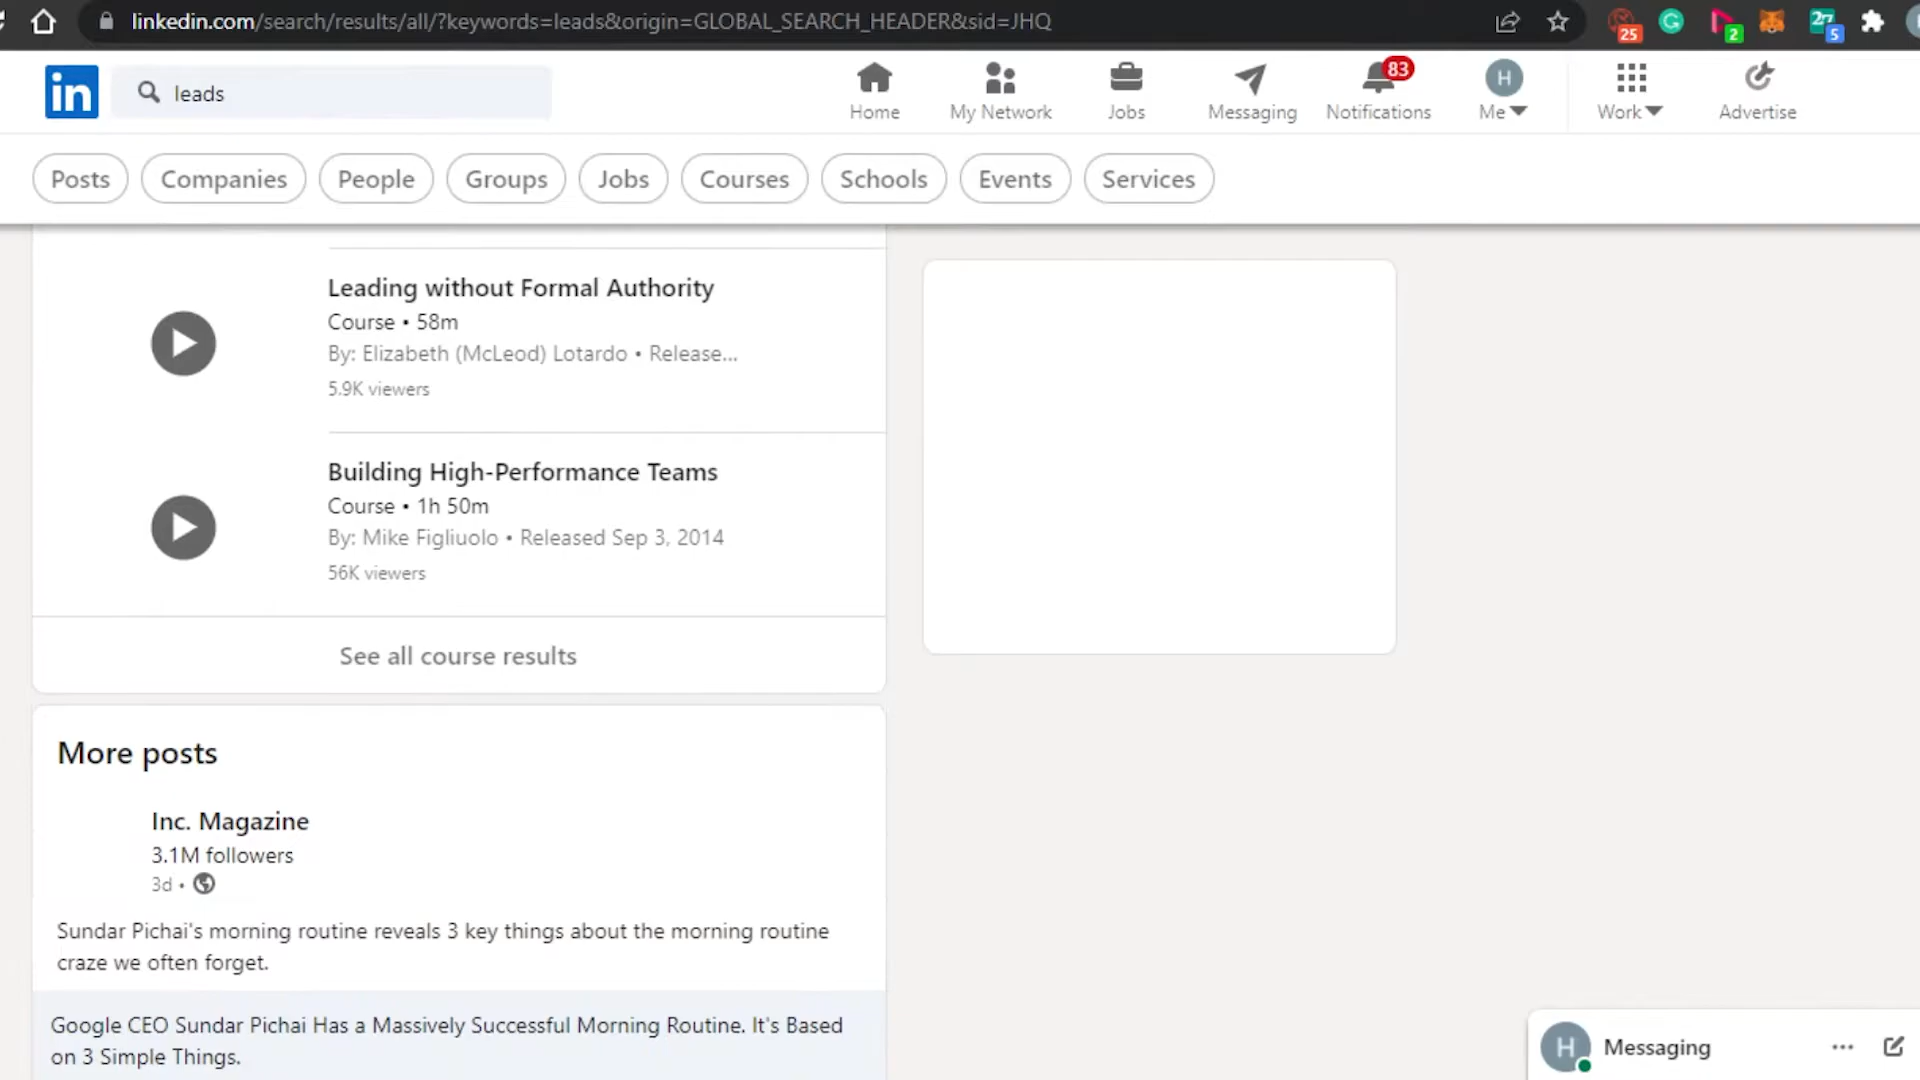 linkedin.com/search/results/all/?keywords=leads&origin=GLOBAL_SEARCH_HEADER&sid=JHQ
25
2
27
5
in
leads
Home
My Network
Jobs
Messaging
83
Notifications
H
Me
Work
Advertise
Posts
Companies
People
Groups
Jobs
Courses
Schools
Events
Services
Leading without Formal Authority
Course • 58m
By: Elizabeth (McLeod) Lotardo • Release...
5.9K viewers
Building High-Performance Teams
Course • 1h 50m
By: Mike Figliuolo • Released Sep 3, 2014
56K viewers
See all course results
More posts
Inc. Magazine
3.1M followers
3d •
Sundar Pichai's morning routine reveals 3 key things about the morning routine
craze we often forget.
Google CEO Sundar Pichai Has a Massively Successful Morning Routine. It's Based
on 3 Simple Things.
H
Messaging